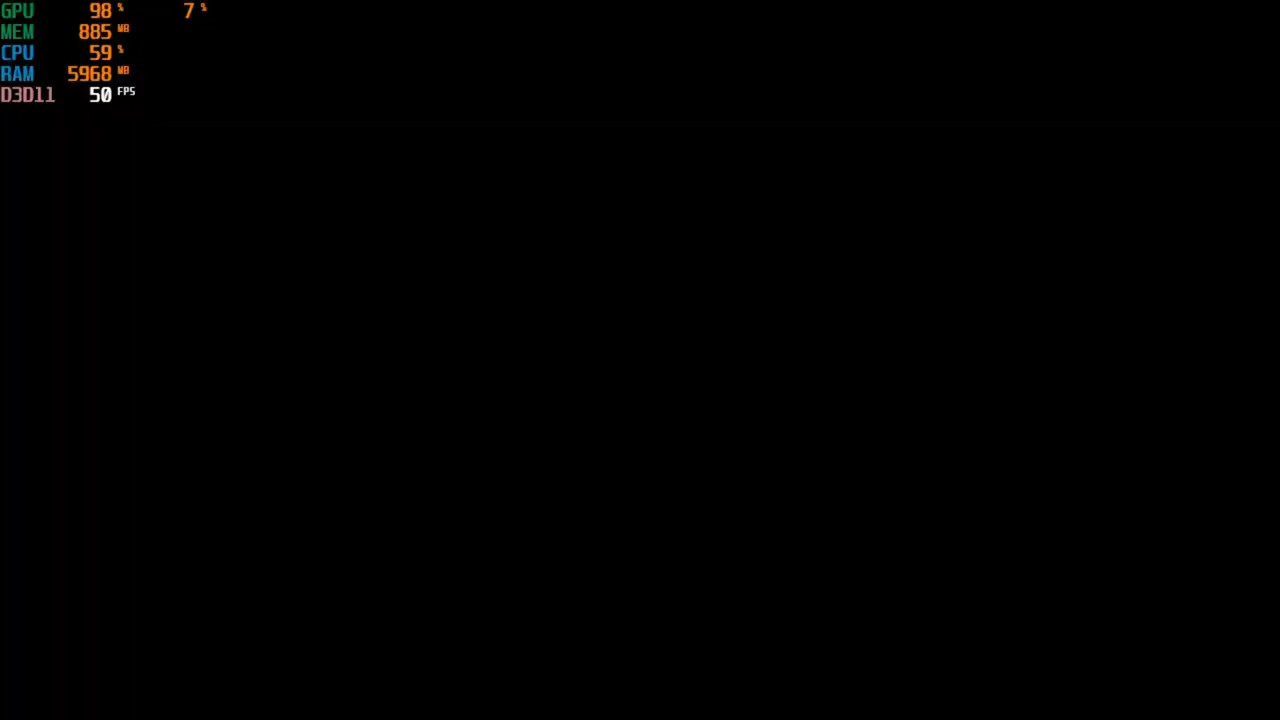 GPU 98 % 7 %
MEM 885 MB
CPU 59 %
RAM 5968 MB
D3D11 50 FPS